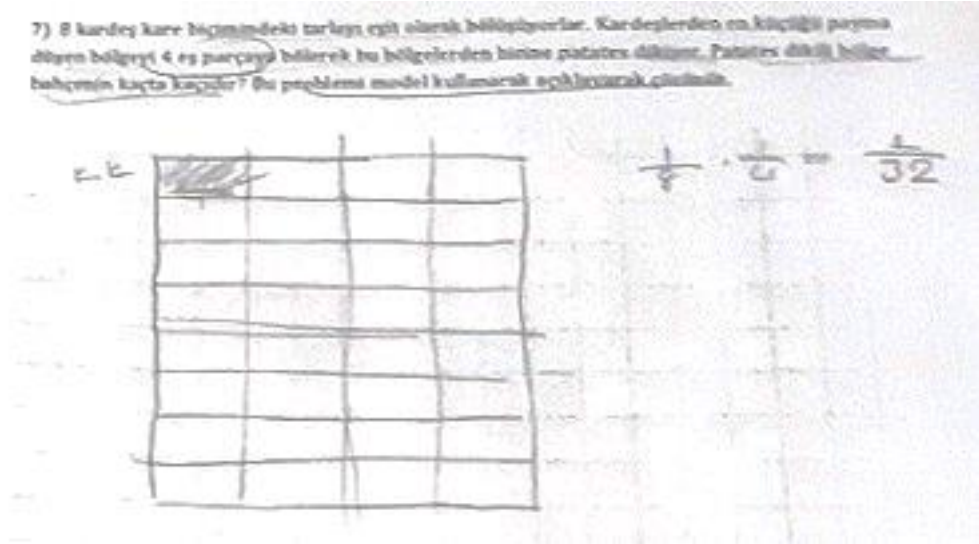 7) 8 kardeş kare biçimindeki tarlayı eşit olarak bölüşüyorlar. Kardeşlerden en küçüğü payına
düşen bölgeyi 4 eş parçaya bölerek bu bölgelerden birine patates dikiyor. Patates dikili bölge
bahçenin kaçta kaçıdır? Bu problemi model kullanarak açıklayarak çözünüz.
1/8 · 1/4 = 1/32